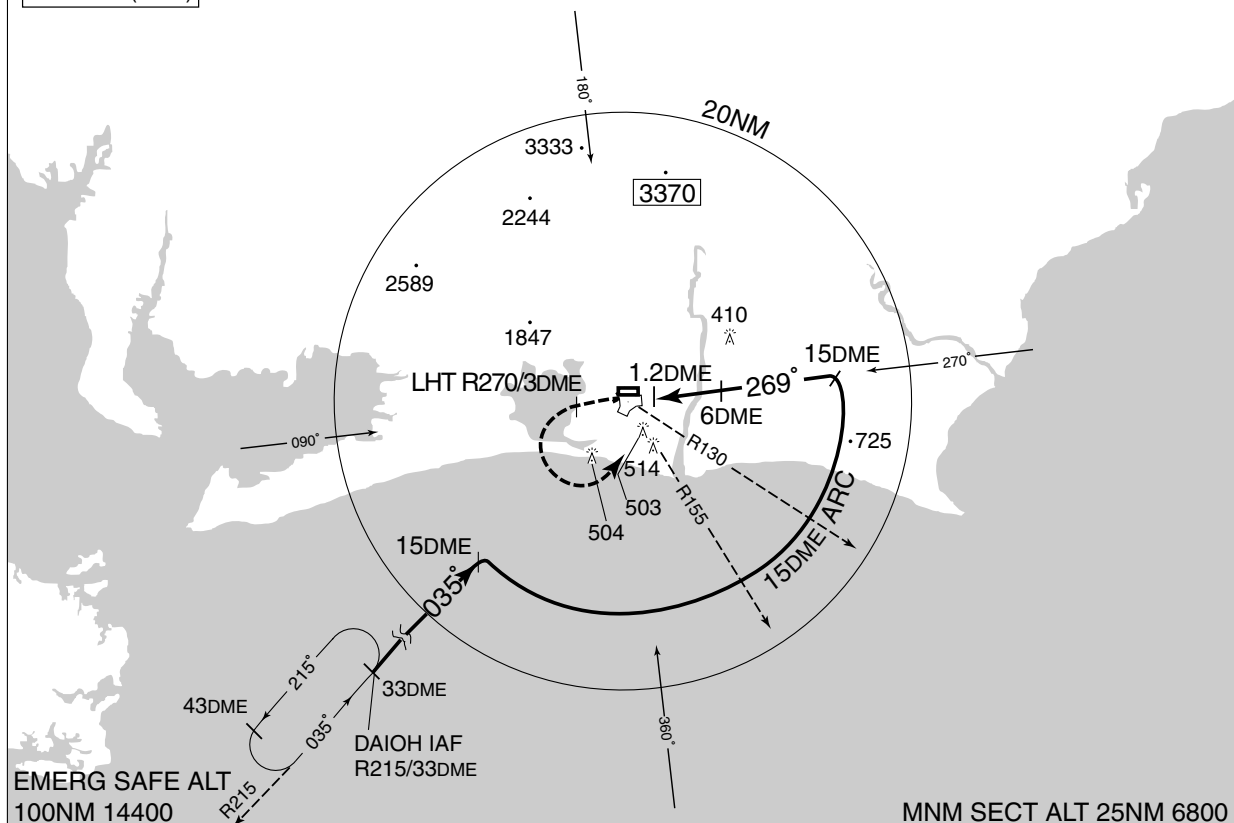 180°
20NM
3333
3370
2244
2589
410
1847
15DME
270°
LHT R270/3DME
1.2DME
269°
6DME
090°
R130
725
514
R155
503
504
15DME ARC
15DME
035°
215°
33DME
43DME
035°
360°
DAIOH IAF
R215/33DME
R215
EMERG SAFE ALT
100NM 14400
MNM SECT ALT 25NM 6800